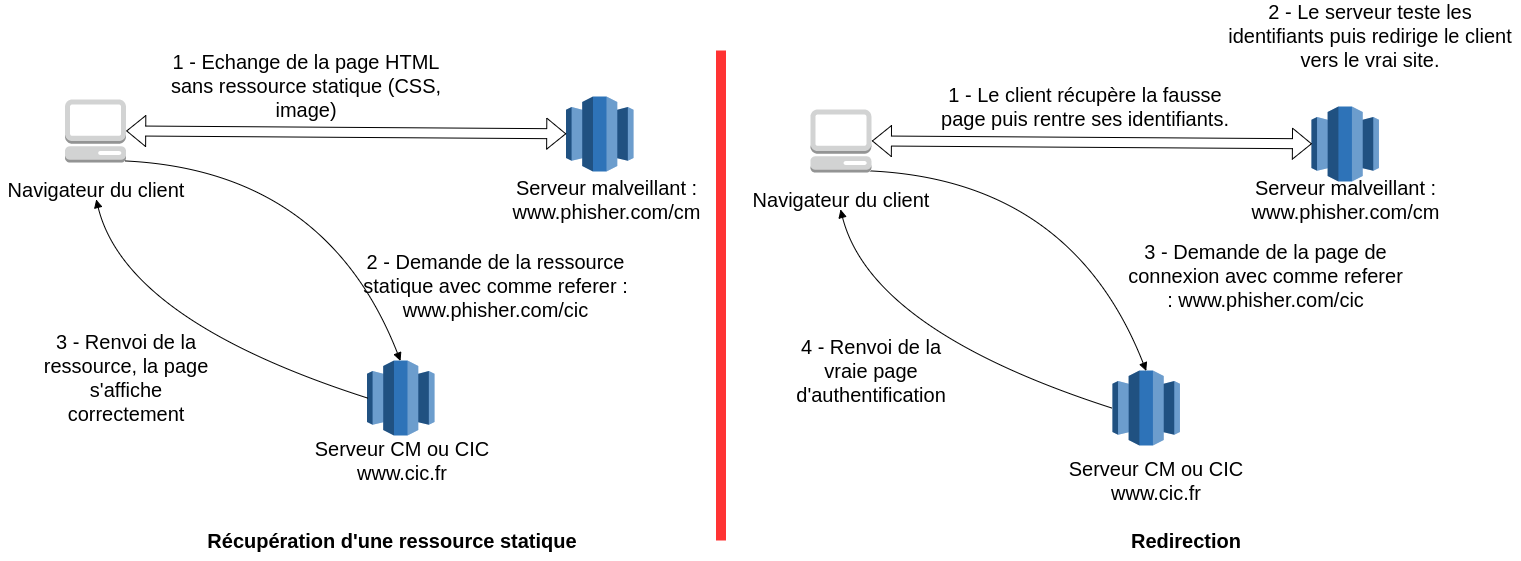 1 - Echange de la page HTML
sans ressource statique (CSS,
image)
Navigateur du client
Serveur malveillant :
www.phisher.com/cm
2 - Demande de la ressource
statique avec comme referer :
www.phisher.com/cic
3 - Renvoi de la
ressource, la page
s'affiche
correctement
Serveur CM ou CIC
www.cic.fr
Récupération d'une ressource statique
2 - Le serveur teste les
identifiants puis redirige le client
vers le vrai site.
1 - Le client récupère la fausse
page puis rentre ses identifiants.
Navigateur du client
Serveur malveillant :
www.phisher.com/cm
3 - Demande de la page de
connexion avec comme referer
: www.phisher.com/cic
4 - Renvoi de la
vraie page
d'authentification
Serveur CM ou CIC
www.cic.fr
Redirection